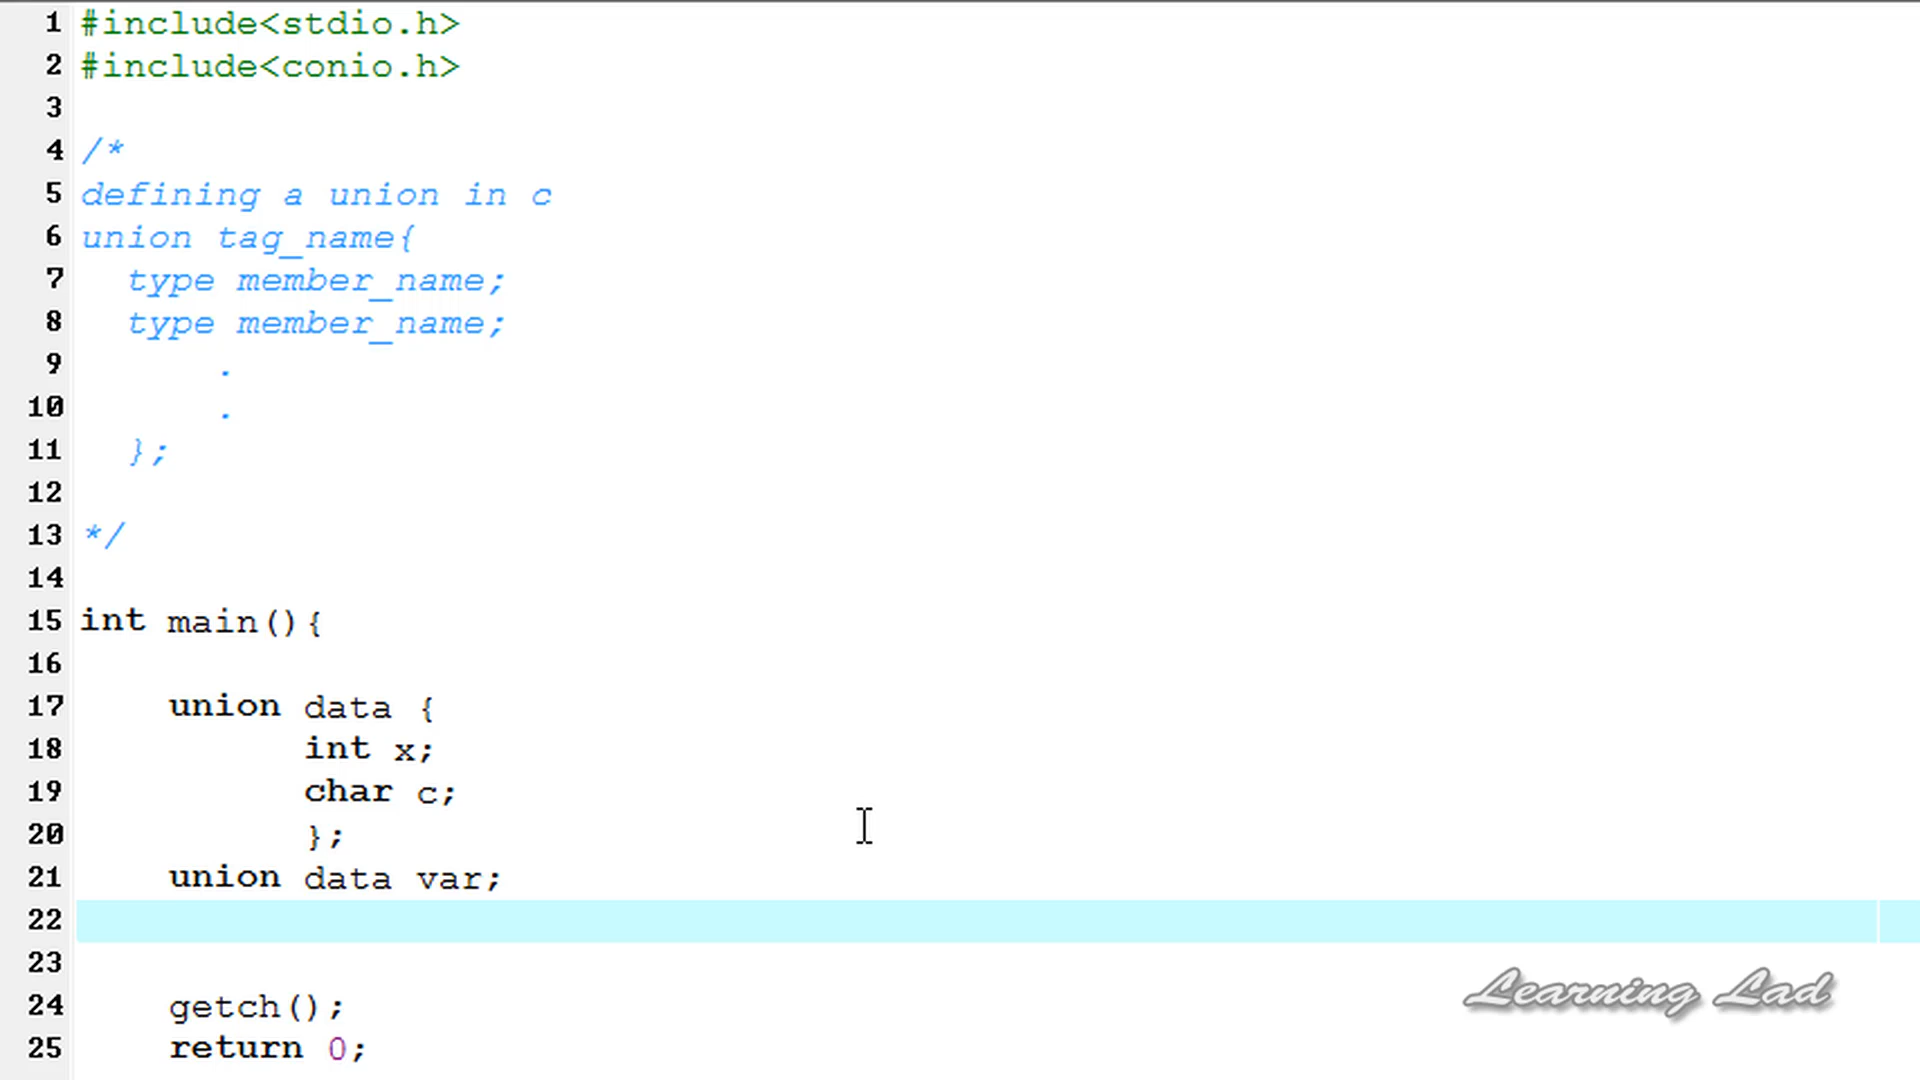 1 #include<stdio.h>
2 #include<conio.h>
3
4 /*
5 defining a union in c
6 union tag_name{
7 type member_name;
8 type member_name;
9 .
10 .
11 };
12
13 */
14
15 int main(){
16
17 union data {
18 int x;
19 char c;
20 };
21 union data var;
22
23
24 getch();
25 return 0;
Learning Lad